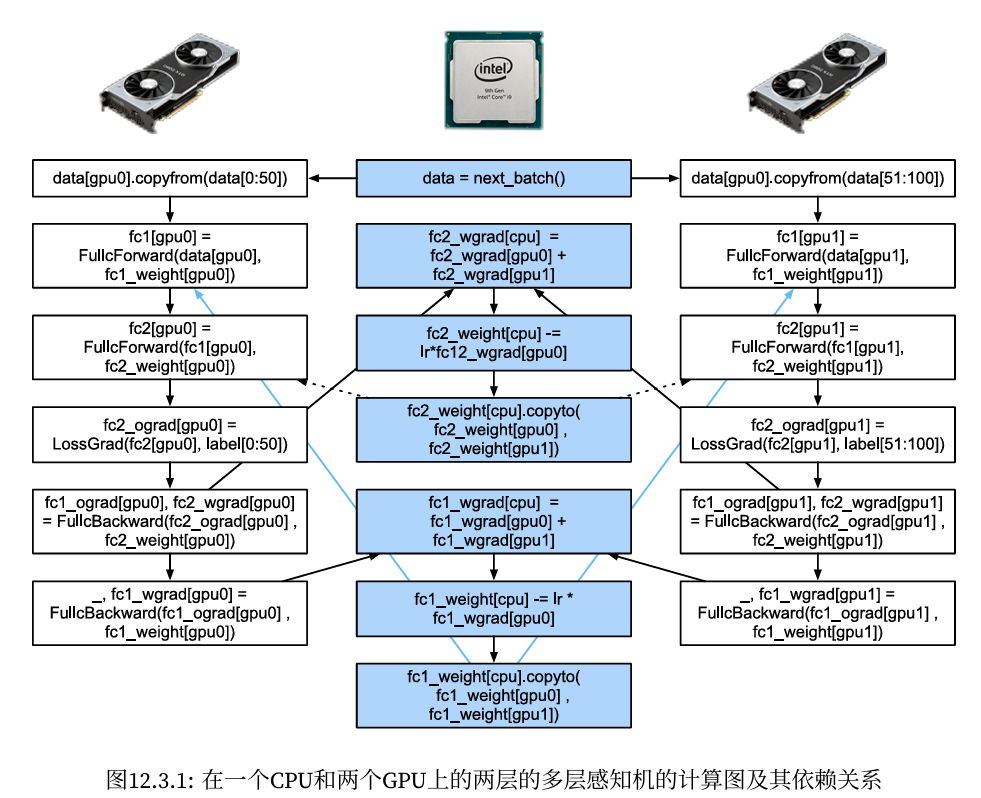 intel
9th Gen
Intel® Core™ i9
data[gpu0].copyfrom(data[0:50])
fc1[gpu0] =
FullcForward(data[gpu0],
fc1_weight[gpu0])
fc2[gpu0] =
FullcForward(fc1[gpu0],
fc2_weight[gpu0])
fc2_ograd[gpu0] =
LossGrad(fc2[gpu0], label[0:50])
fc1_ograd[gpu0], fc2_wgrad[gpu0]
= FullcBackward(fc2_ograd[gpu0] ,
fc2_weight[gpu0])
_, fc1_wgrad[gpu0] =
FullcBackward(fc1_ograd[gpu0] ,
fc1_weight[gpu0])
data = next_batch()
fc2_wgrad[cpu] =
fc2_wgrad[gpu0] +
fc2_wgrad[gpu1]
fc2_weight[cpu] -=
lr*fc12_wgrad[gpu0]
fc2_weight[cpu].copyto(
fc2_weight[gpu0] ,
fc2_weight[gpu1])
fc1_wgrad[cpu] =
fc1_wgrad[gpu0] +
fc1_wgrad[gpu1]
fc1_weight[cpu] -= lr *
fc1_wgrad[gpu0]
fc1_weight[cpu].copyto(
fc1_weight[gpu0] ,
fc1_weight[gpu1])
data[gpu0].copyfrom(data[51:100])
fc1[gpu1] =
FullcForward(data[gpu1],
fc1_weight[gpu1])
fc2[gpu1] =
FullcForward(fc1[gpu1],
fc2_weight[gpu1])
fc2_ograd[gpu1] =
LossGrad(fc2[gpu1], label[51:100])
fc1_ograd[gpu1], fc2_wgrad[gpu1]
= FullcBackward(fc2_ograd[gpu1] ,
fc2_weight[gpu1])
_, fc1_wgrad[gpu1] =
FullcBackward(fc1_ograd[gpu1] ,
fc1_weight[gpu1])
图12.3.1: 在一个CPU和两个GPU上的两层的多层感知机的计算图及其依赖关系